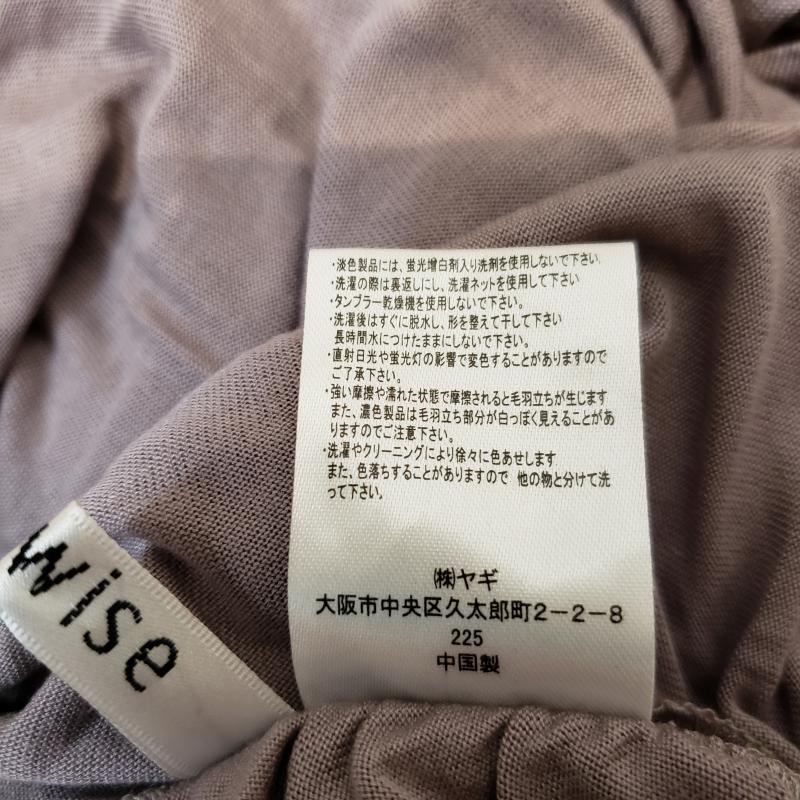 ・淡色製品には、蛍光増白剤入り洗剤を使用しないで下さい.
・洗濯の際は裏返しにし、洗濯ネットを使用して下さい
・タンブラー乾燥機を使用しないで下さい。
・洗濯後はすぐに脱水し、形を整えて干して下さい
長時間水につけたままにしないで下さい。
・直射日光や蛍光灯の影響で変色することがありますので
ご了承下さい。
・強い摩擦や濡れた状態で摩擦されると毛羽立ちが生じます
また、濃色製品は毛羽立ち部分が白っぽく見えることがあ
りますのでご注意下さい。
・洗濯やクリーニングにより徐々に色あせします
また、色落ちすることがありますので 他の物と分けて洗
って下さい。
㈱ヤギ
大阪市中央区久太郎町2－2－8
225
中国製
wise